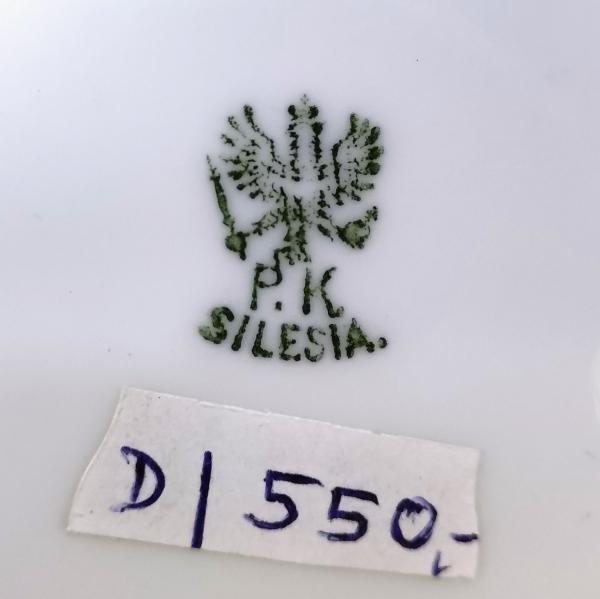 P.K
SILESIA.
D | 550,-